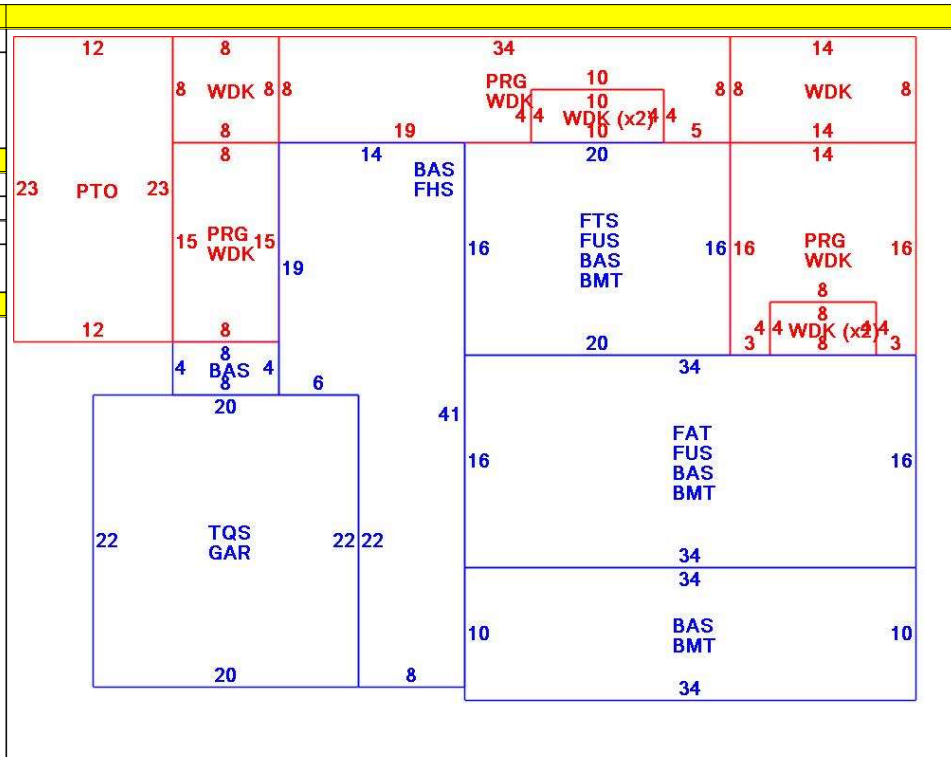 12 8 34 14
8 WDK 8 8 PRG 10 8 8 WDK 8
WDK 10
4 4 WDK (x2) 4 4
8 19 10 5 14
8 14 BAS 20 14
FHS
23 PTO 23
15 PRG 15 19 16 FTS 16 16 PRG 16
WDK FUS WDK
BAS
BMT 8
8
4 4 WDK (x2) 4 4
12 8 20 3 8 3
8 34
4 BAS 4
8 6
20 41
16 FAT 16
FUS
BAS
BMT
22 TQS 22 22
GAR
34
34
10 BAS 10
BMT
20 8 34